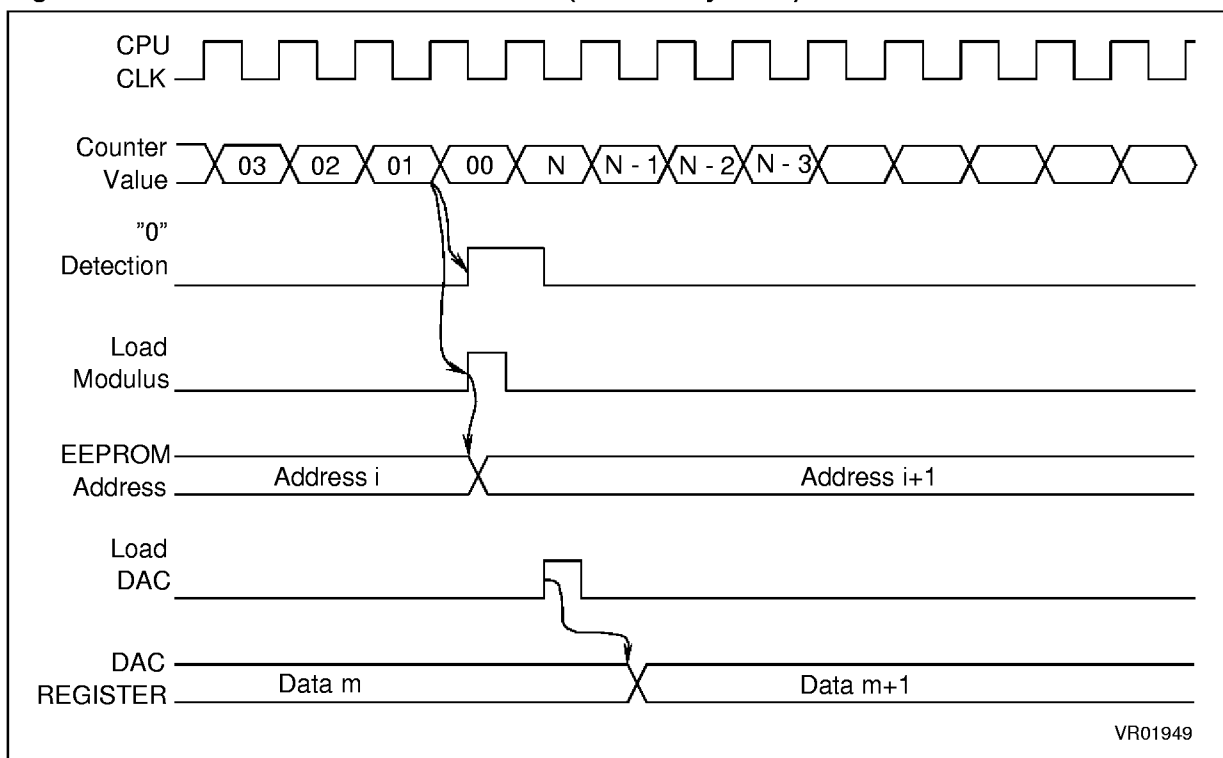 CPU
CLK
Counter
Value
03 02 01 00 N N - 1 N - 2 N - 3
”0”
Detection
Load
Modulus
EEPROM
Address
Address i Address i+1
Load
DAC
DAC
REGISTER
Data m Data m+1
VR01949